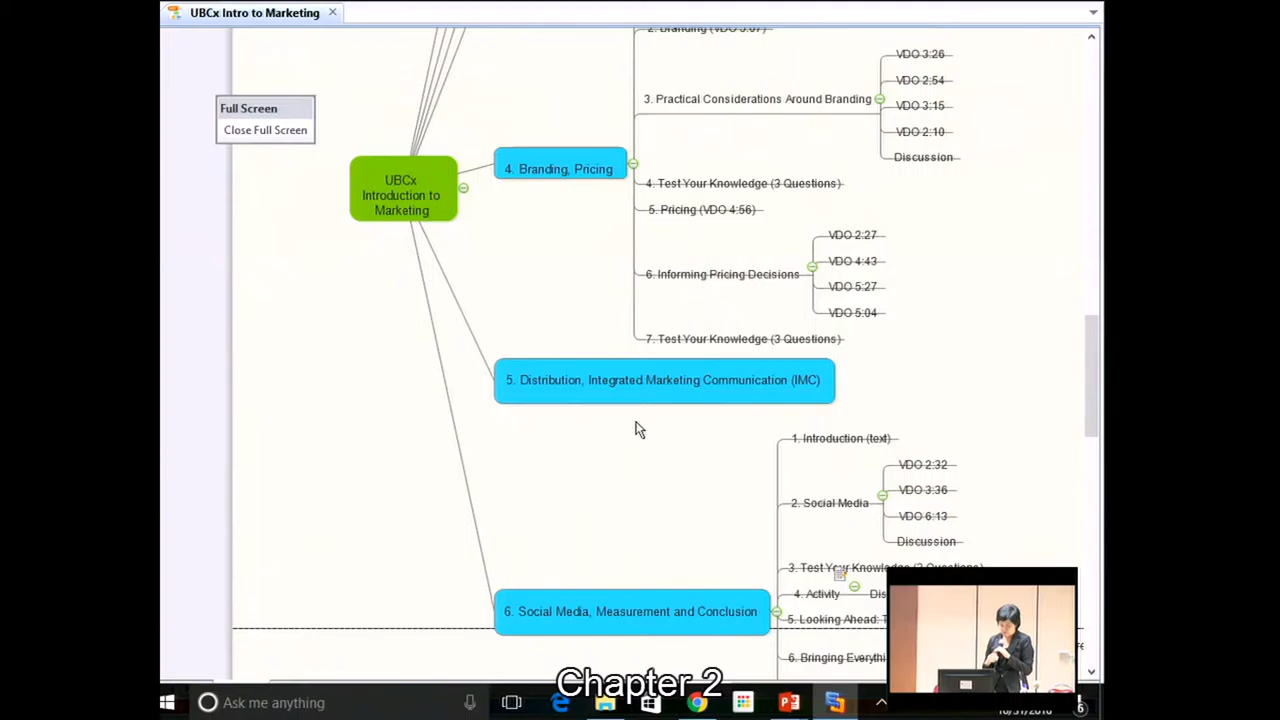 UBCx Intro to Marketing
2. Branding (VDO 5:07)
VDO 3:26
VDO 2:54
3. Practical Considerations Around Branding
VDO 3:15
VDO 2:10
Discussion
Full Screen
Close Full Screen
UBCx
Introduction to
Marketing
4. Branding, Pricing
4. Test Your Knowledge (3 Questions)
5. Pricing (VDO 4:56)
VDO 2:27
VDO 4:43
6. Informing Pricing Decisions
VDO 5:27
VDO 5:04
7. Test Your Knowledge (3 Questions)
5. Distribution, Integrated Marketing Communication (IMC)
1. Introduction (text)
VDO 2:32
VDO 3:36
2. Social Media
VDO 6:13
Discussion
3. Test Your Knowledge (3 Questions)
4. Activity
Dis
6. Social Media, Measurement and Conclusion
5. Looking Ahead: T
6. Bringing Everythi
Chapter 2
Ask me anything
10/31/2016